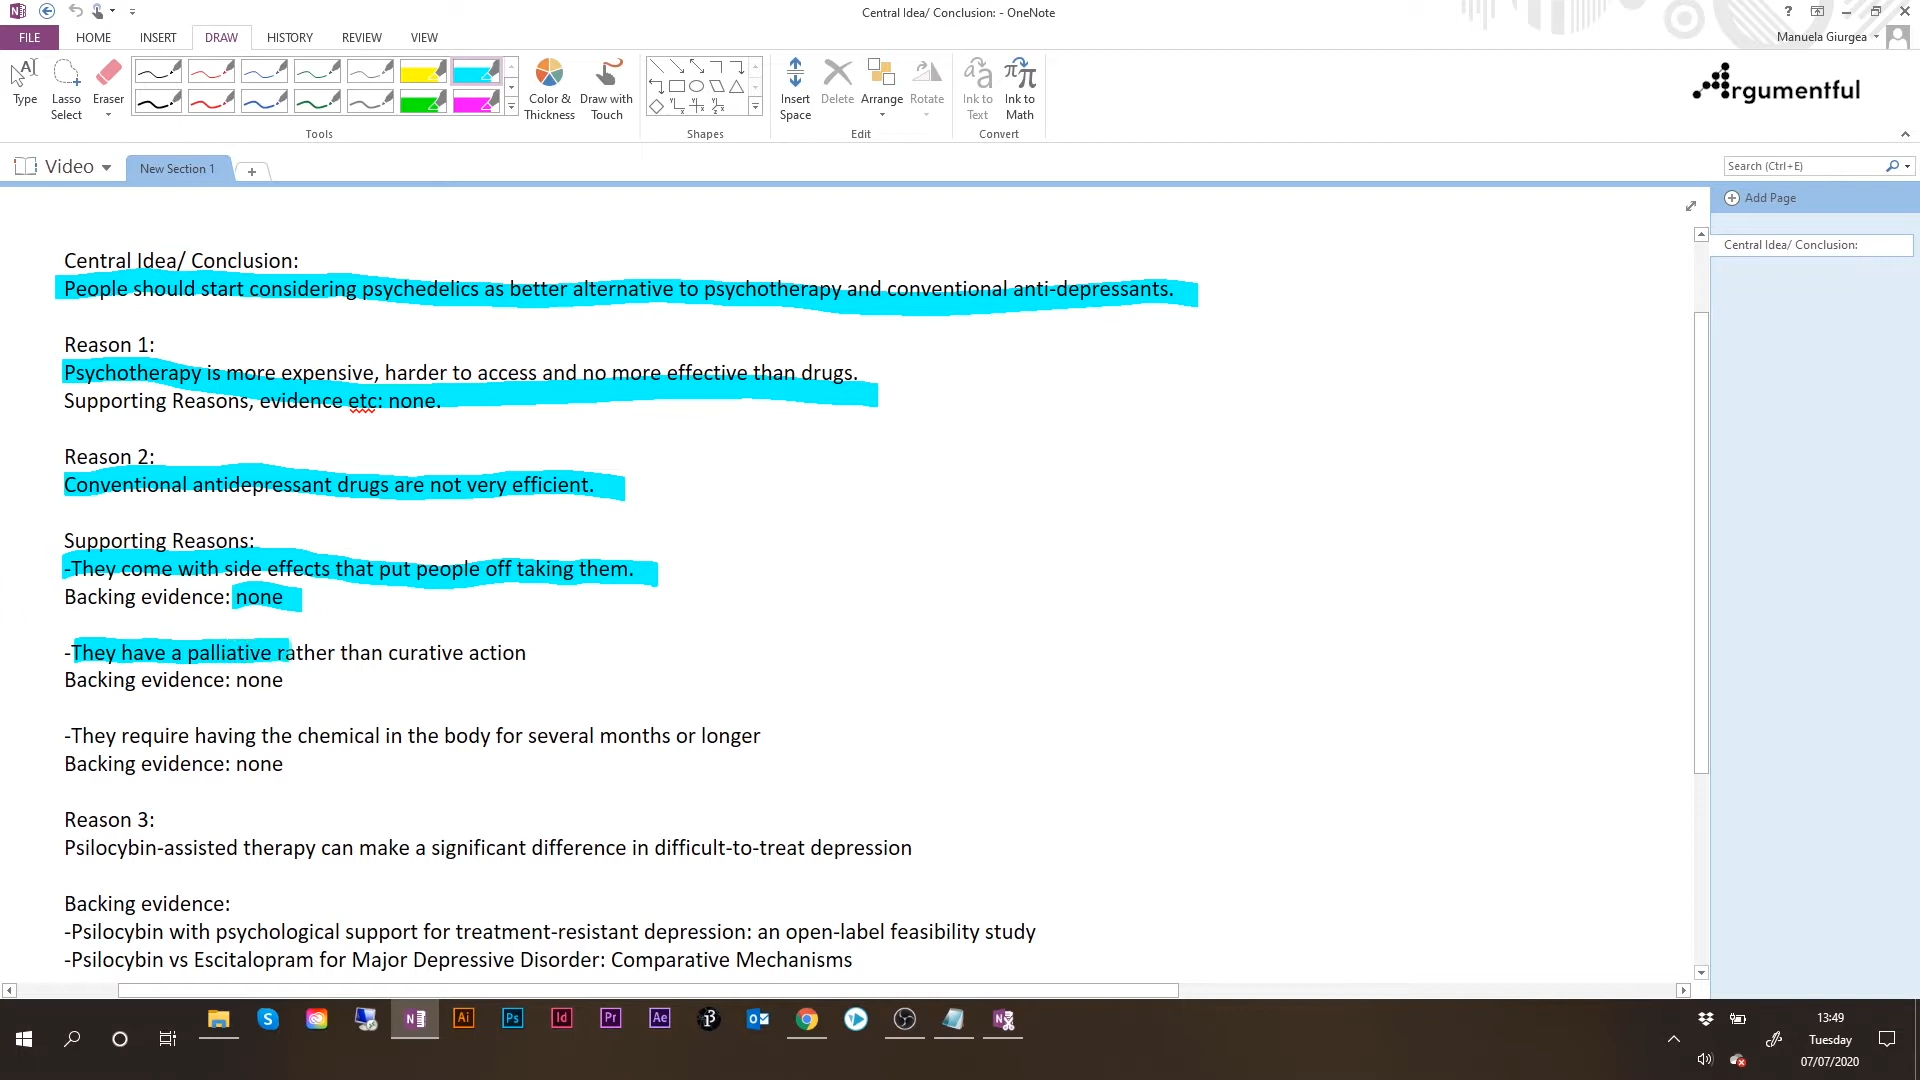 Central Idea/ Conclusion: - OneNote
?
FILE HOME INSERT DRAW HISTORY REVIEW VIEW
Manuela Giurgea
Type
Lasso Select
Eraser
Color & Thickness
Draw with Touch
Insert Space
Delete
Arrange
Rotate
Ink to Text
Ink to Math
Tools
Shapes
Edit
Convert
Argumentful
Video
New Section 1
Search (Ctrl+E)
Add Page
Central Idea/ Conclusion:
Central Idea/ Conclusion:
People should start considering psychedelics as better alternative to psychotherapy and conventional anti-depressants.
Reason 1:
Psychotherapy is more expensive, harder to access and no more effective than drugs.
Supporting Reasons, evidence etc: none.
Reason 2:
Conventional antidepressant drugs are not very efficient.
Supporting Reasons:
-They come with side effects that put people off taking them.
Backing evidence: none
-They have a palliative rather than curative action
Backing evidence: none
-They require having the chemical in the body for several months or longer
Backing evidence: none
Reason 3:
Psilocybin-assisted therapy can make a significant difference in difficult-to-treat depression
Backing evidence:
-Psilocybin with psychological support for treatment-resistant depression: an open-label feasibility study
-Psilocybin vs Escitalopram for Major Depressive Disorder: Comparative Mechanisms
Ai Ps Id Pr Ae
13:49
Tuesday
07/07/2020